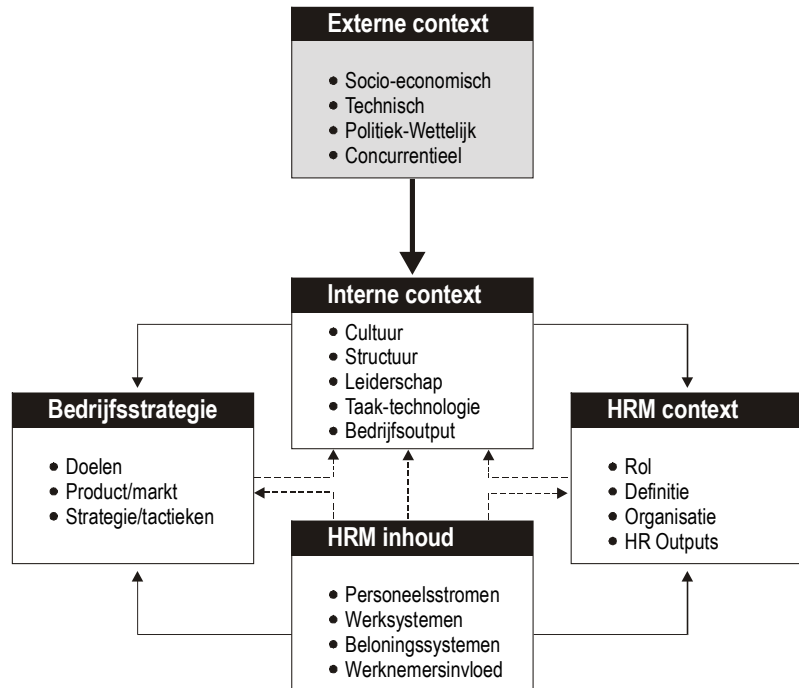 Externe context
• Socio-economisch
• Technisch
• Politiek-Wettelijk
• Concurrentieel
Interne context
• Cultuur
• Structuur
• Leiderschap
• Taak-technologie
• Bedrijfsoutput
Bedrijfsstrategie
• Doelen
• Product/markt
• Strategie/tactieken
HRM context
• Rol
• Definitie
• Organisatie
• HR Outputs
HRM inhoud
• Personeelsstromen
• Werksystemen
• Beloningssystemen
• Werknemersinvloed